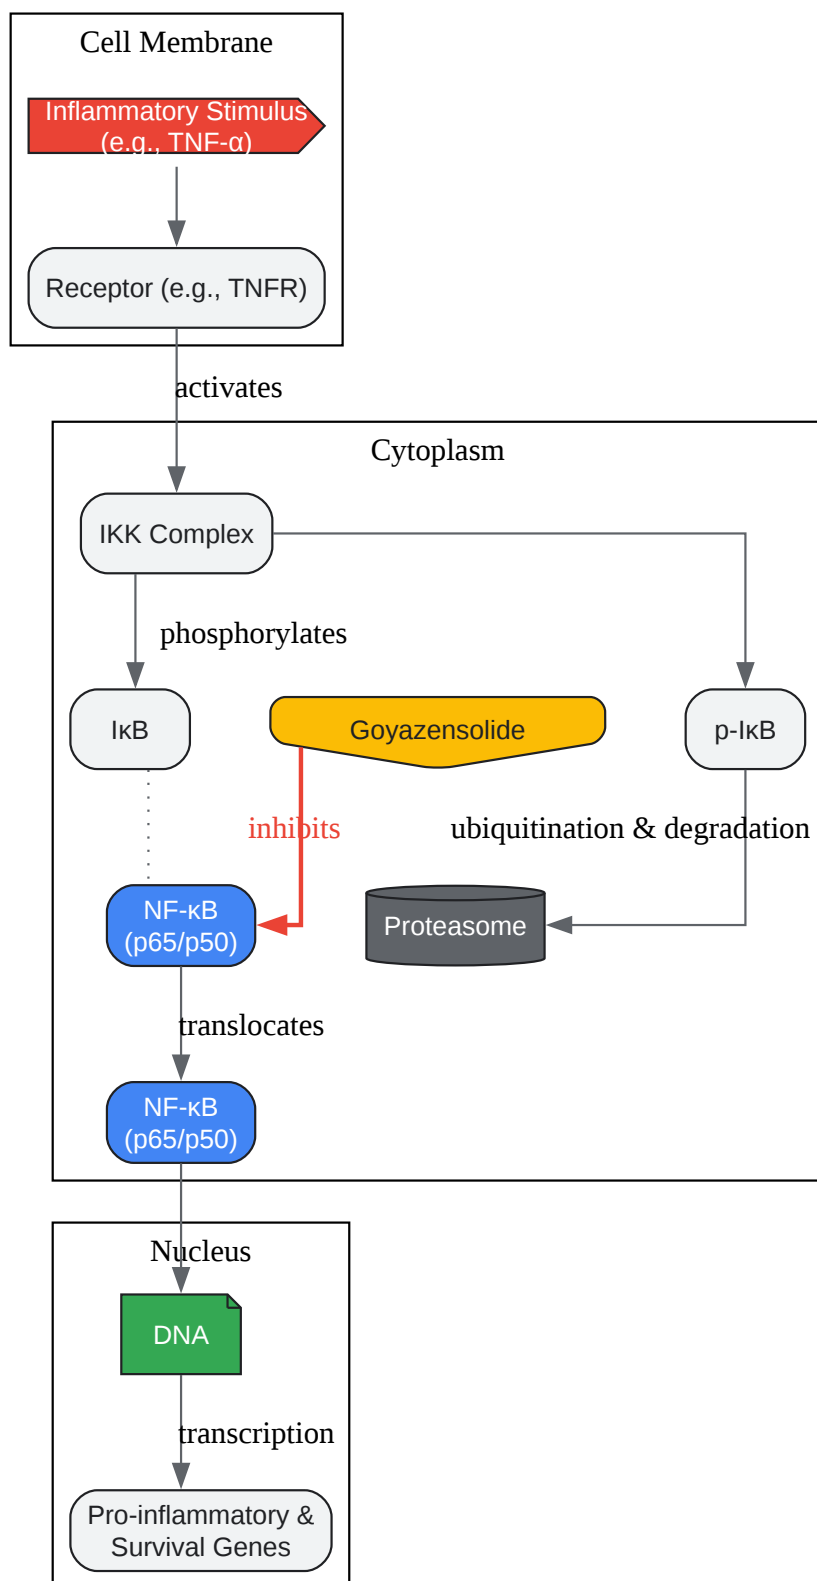 Cell Membrane
Inflammatory Stimulus
(e.g., TNF-α)
Receptor (e.g., TNFR)
activates
Cytoplasm
IKK Complex
phosphorylates
IκB
Goyazensolide
p-IκB
inhibits
ubiquitination & degradation
NF-κB
(p65/p50)
Proteasome
translocates
NF-κB
(p65/p50)
Nucleus
DNA
transcription
Pro-inflammatory &
Survival Genes